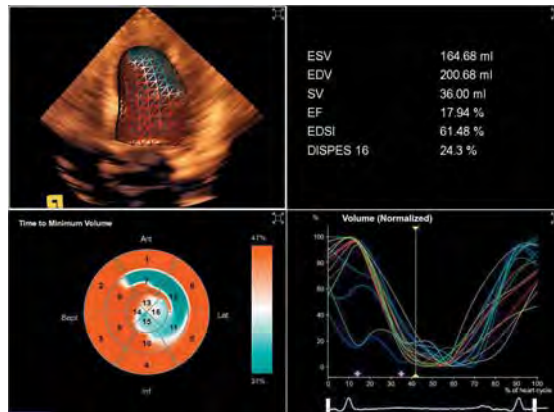 ESV 164.68 ml
EDV 200.68 ml
SV 36.00 ml
EF 17.94 %
EDSI 61.48 %
DISPES 16 24.3 %
Time to Minimum Volume
Ant
47%
1
2 7 6
8 12
13
Sept 14 16 Lat
15
9 11
3 10 5
4
Inf
31%
Volume (Normalized)
%
100
80
60
40
20
0
0 10 20 30 40 50 60 70 80 90 100
% of heart cycle
%